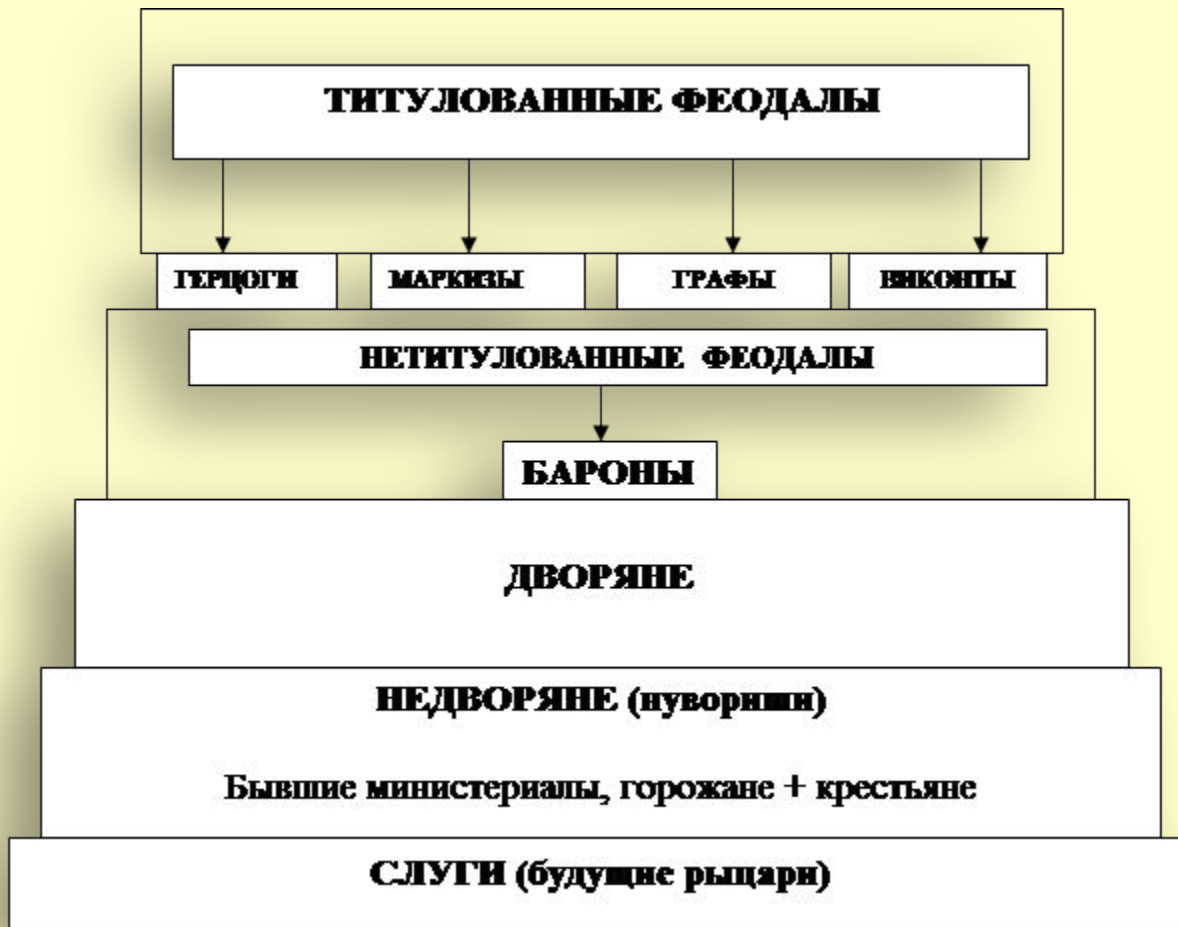 ТИТУЛОВАННЫЕ ФЕОДАЛЫ
ГЕРЦОГИ МАРКИЗЫ ГРАФЫ ВИКОНТЫ
НЕТИТУЛОВАННЫЕ ФЕОДАЛЫ
БАРОНЫ
ДВОРЯНЕ
НЕДВОРЯНЕ (нувориши)
Бывшие министериалы, горожане + крестьяне
СЛУГИ (будущие рыцари)